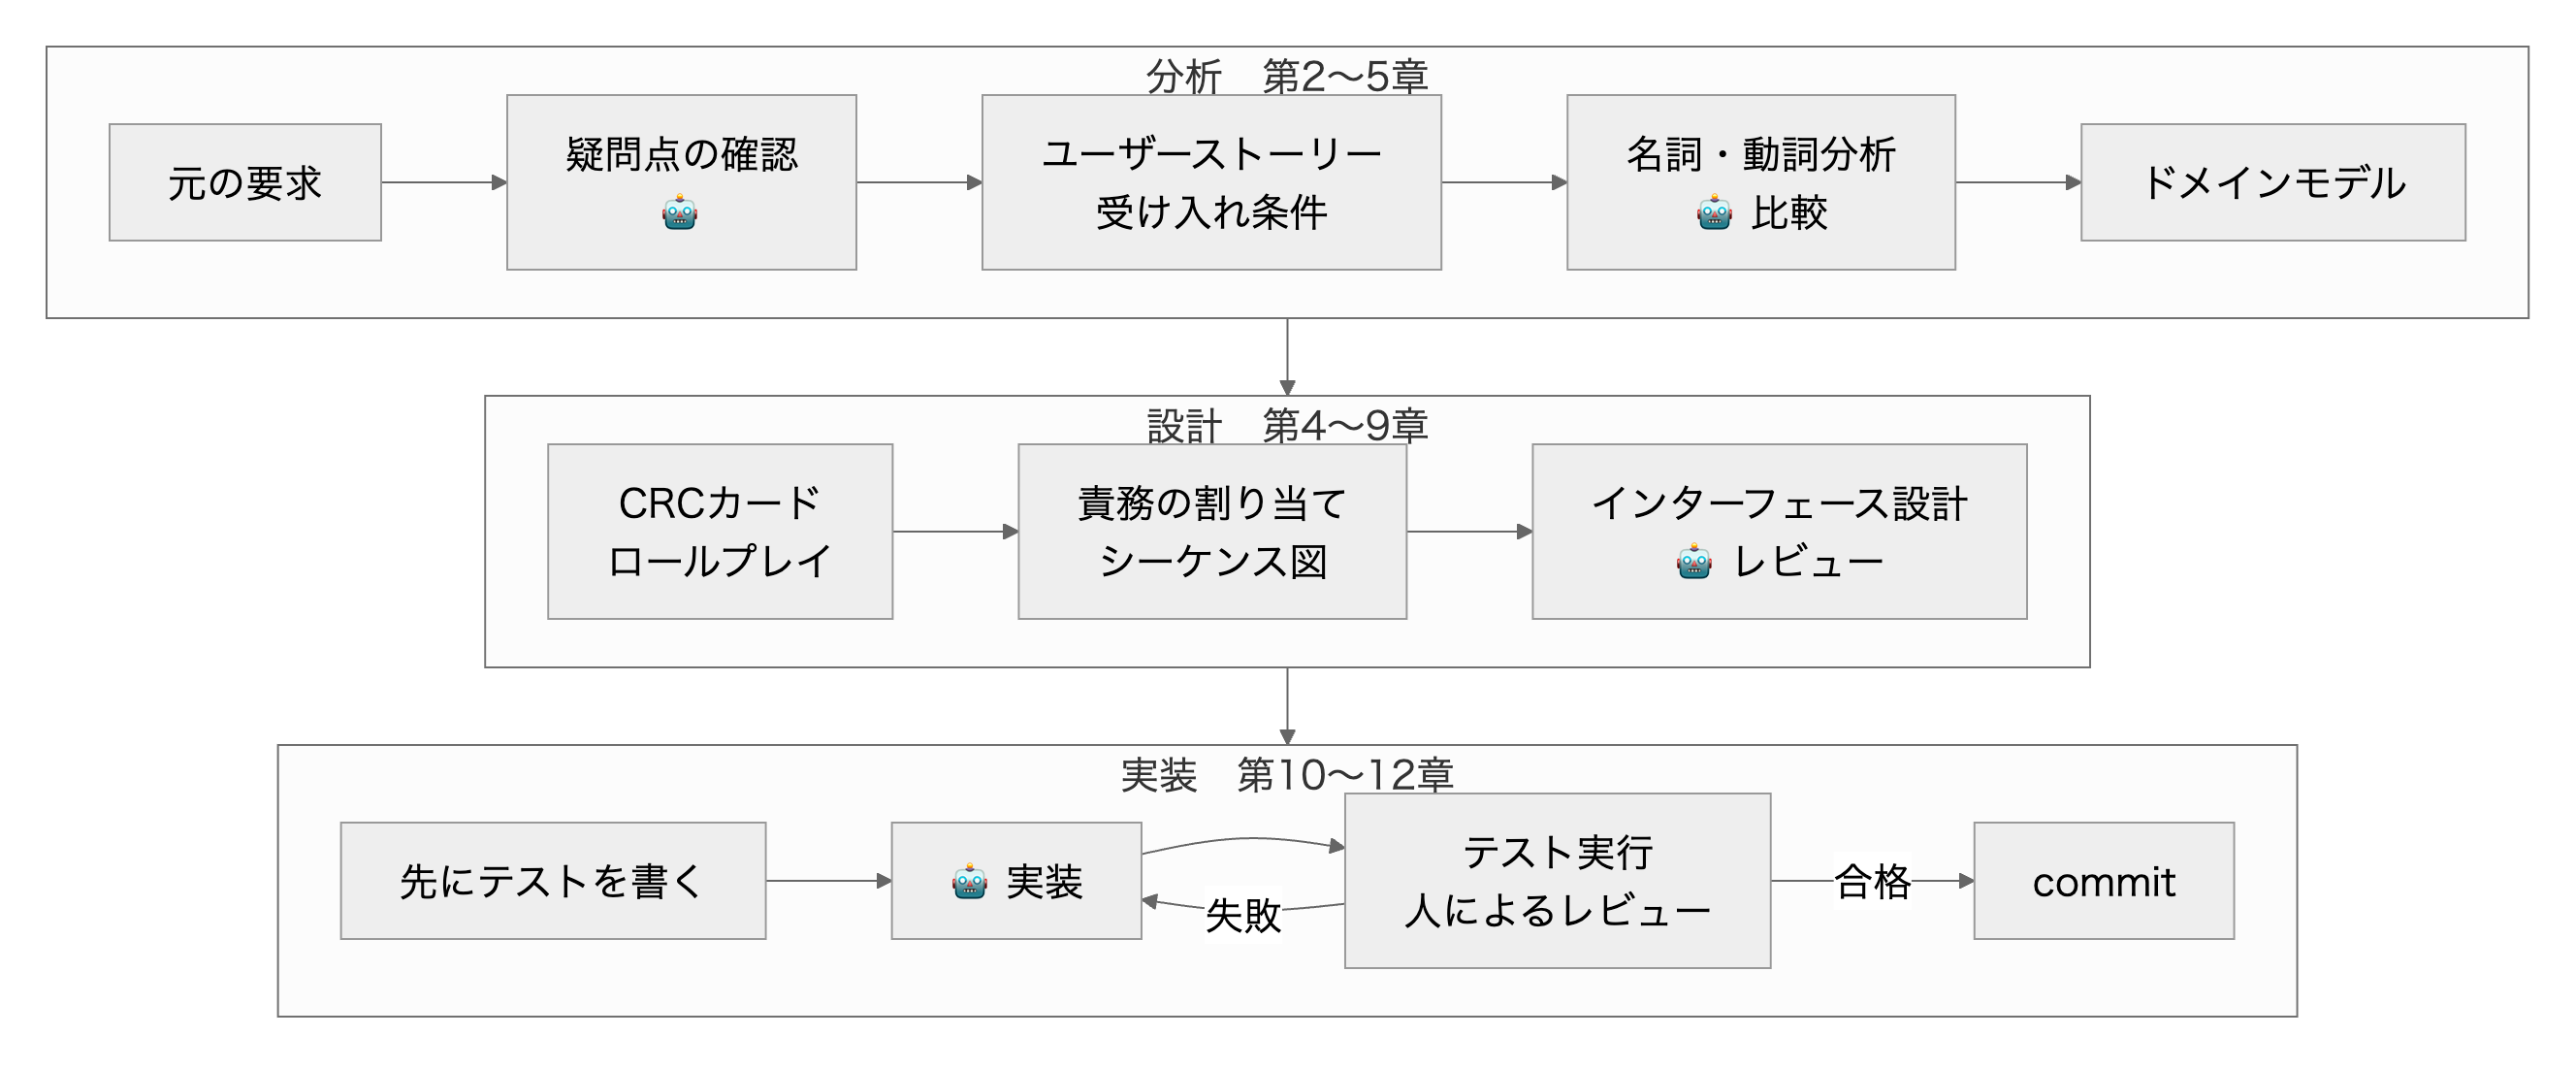 分析　第2〜5章
元の要求
疑問点の確認
🤖
ユーザーストーリー
受け入れ条件
名詞・動詞分析
🤖 比較
ドメインモデル
設計　第4〜9章
CRCカード
ロールプレイ
責務の割り当て
シーケンス図
インターフェース設計
🤖 レビュー
実装　第10〜12章
先にテストを書く
🤖 実装
失敗
テスト実行
人によるレビュー
合格
commit